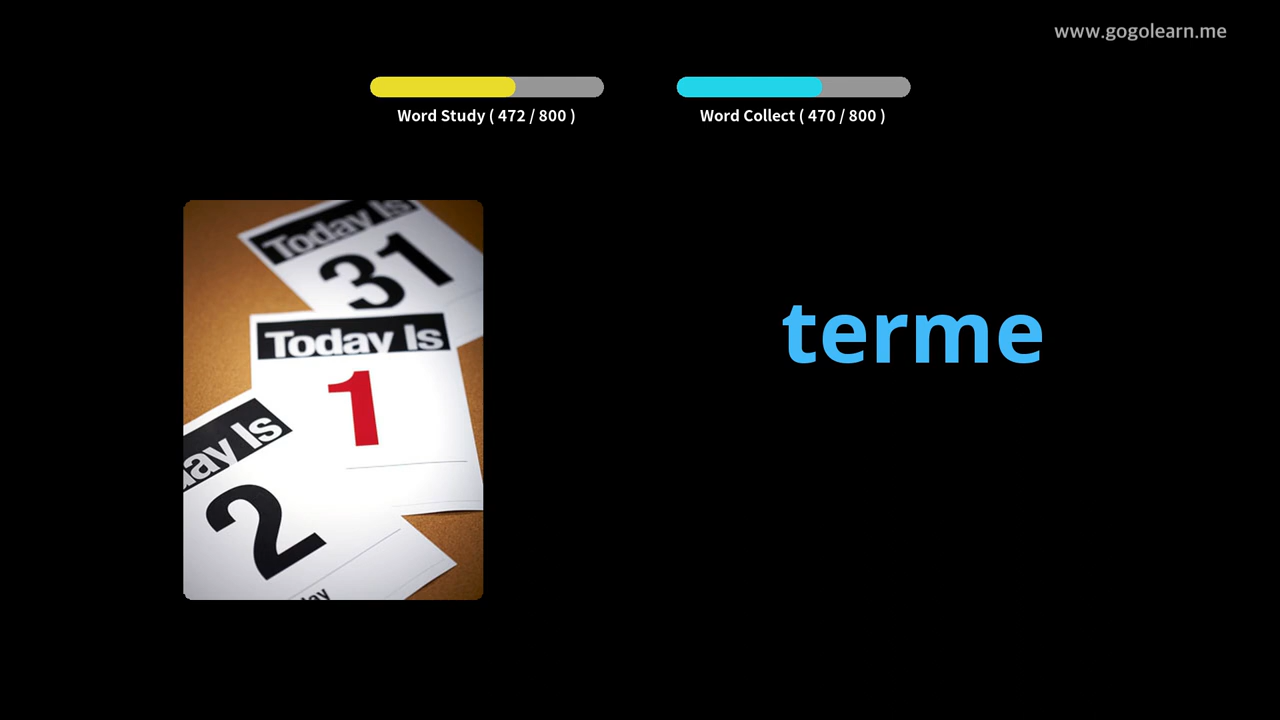 www.gogolearn.me
Word Study ( 472 / 800 )
Word Collect ( 470 / 800 )
Today Is
31
Today Is
1
terme
ay Is
2
day